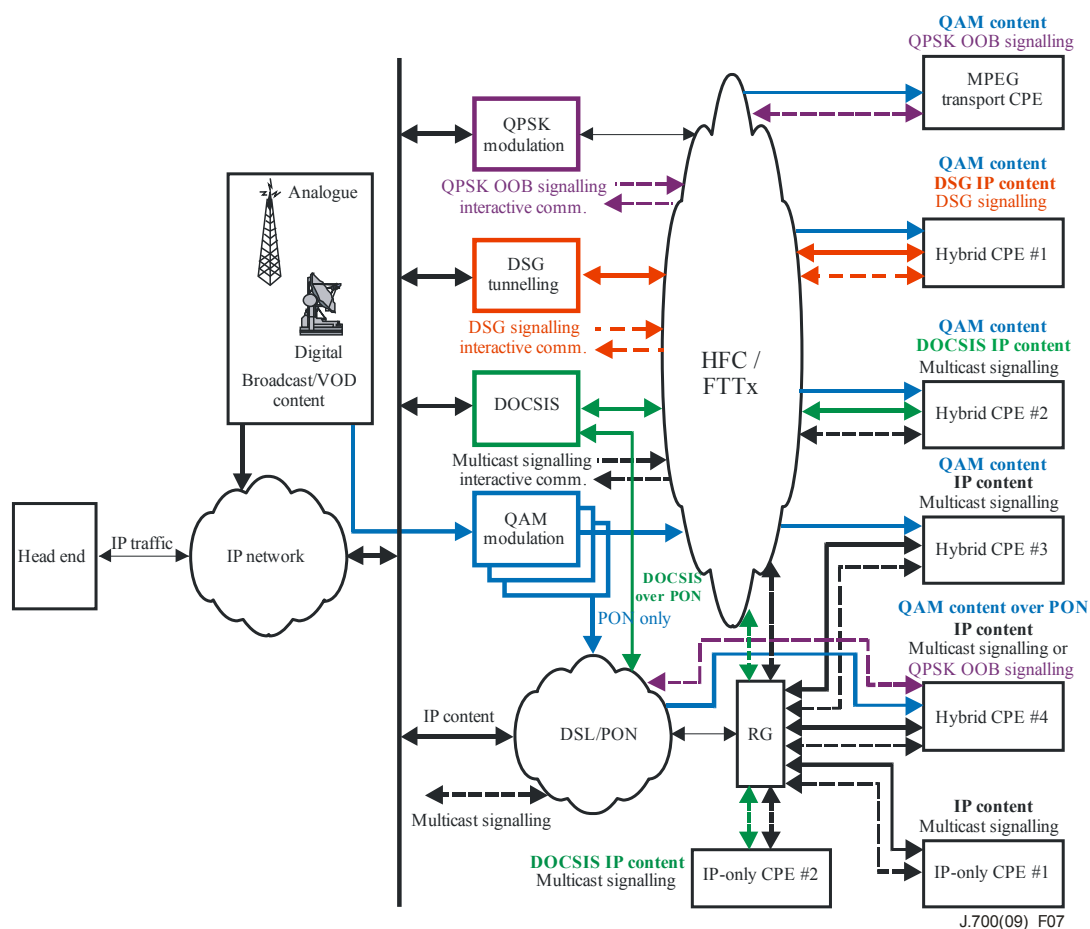 QAM content
QPSK OOB signalling
MPEG
transport CPE
QPSK
modulation
Analogue
QPSK OOB signalling
interactive comm.
QAM content
DSG IP content
DSG signalling
Hybrid CPE #1
DSG
tunnelling
DSG signalling
interactive comm.
Digital
Broadcast/VOD
content
HFC /
FTTx
QAM content
DOCSIS IP content
Multicast signalling
Hybrid CPE #2
DOCSIS
Multicast signalling
interactive comm.
QAM content
IP content
Multicast signalling
Hybrid CPE #3
QAM
modulation
Head end
IP traffic
IP network
DOCSIS
over PON
PON only
QAM content over PON
IP content
Multicast signalling or
QPSK OOB signalling
Hybrid CPE #4
IP content
DSL/PON
RG
Multicast signalling
IP content
Multicast signalling
IP-only CPE #1
DOCSIS IP content
Multicast signalling
IP-only CPE #2
J.700(09)_F07